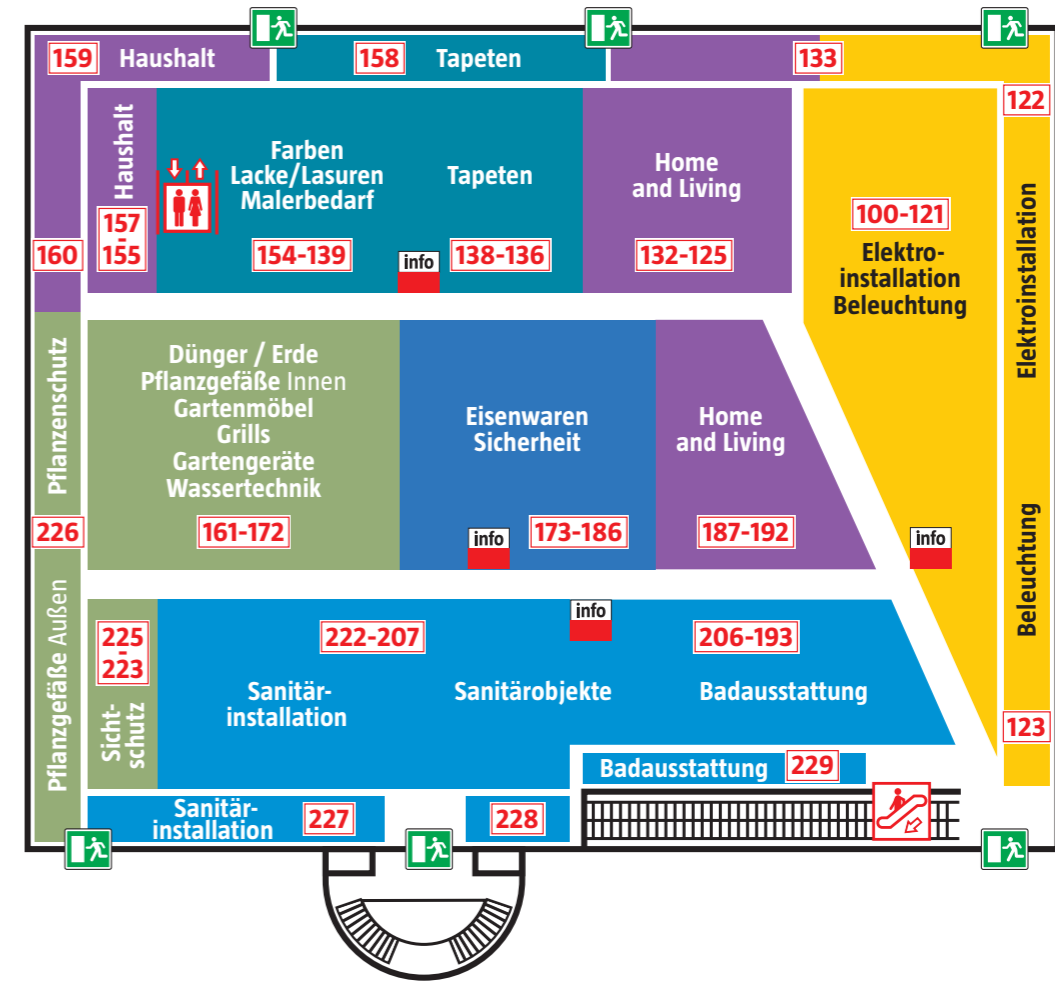 159 Haushalt
158 Tapeten
133
122
Haushalt
157
-
155
Farben
Lacke/Lasuren
Malerbedarf
154-139
info
Tapeten
138-136
Home
and Living
132-125
100-121
Elektro-
installation
Beleuchtung
Elektroinstallation
Beleuchtung
123
160
Pflanzenschutz
226
Pflanzgefäße Außen
Dünger / Erde
Pflanzgefäße Innen
Gartenmöbel
Grills
Gartengeräte
Wassertechnik
161-172
Eisenwaren
Sicherheit
info
173-186
Home
and Living
187-192
info
225
-
223
Sicht-
schutz
222-207
info
206-193
Sanitär-
installation
Sanitärobjekte
Badausstattung
Badausstattung 229
Sanitär-
installation
227
228